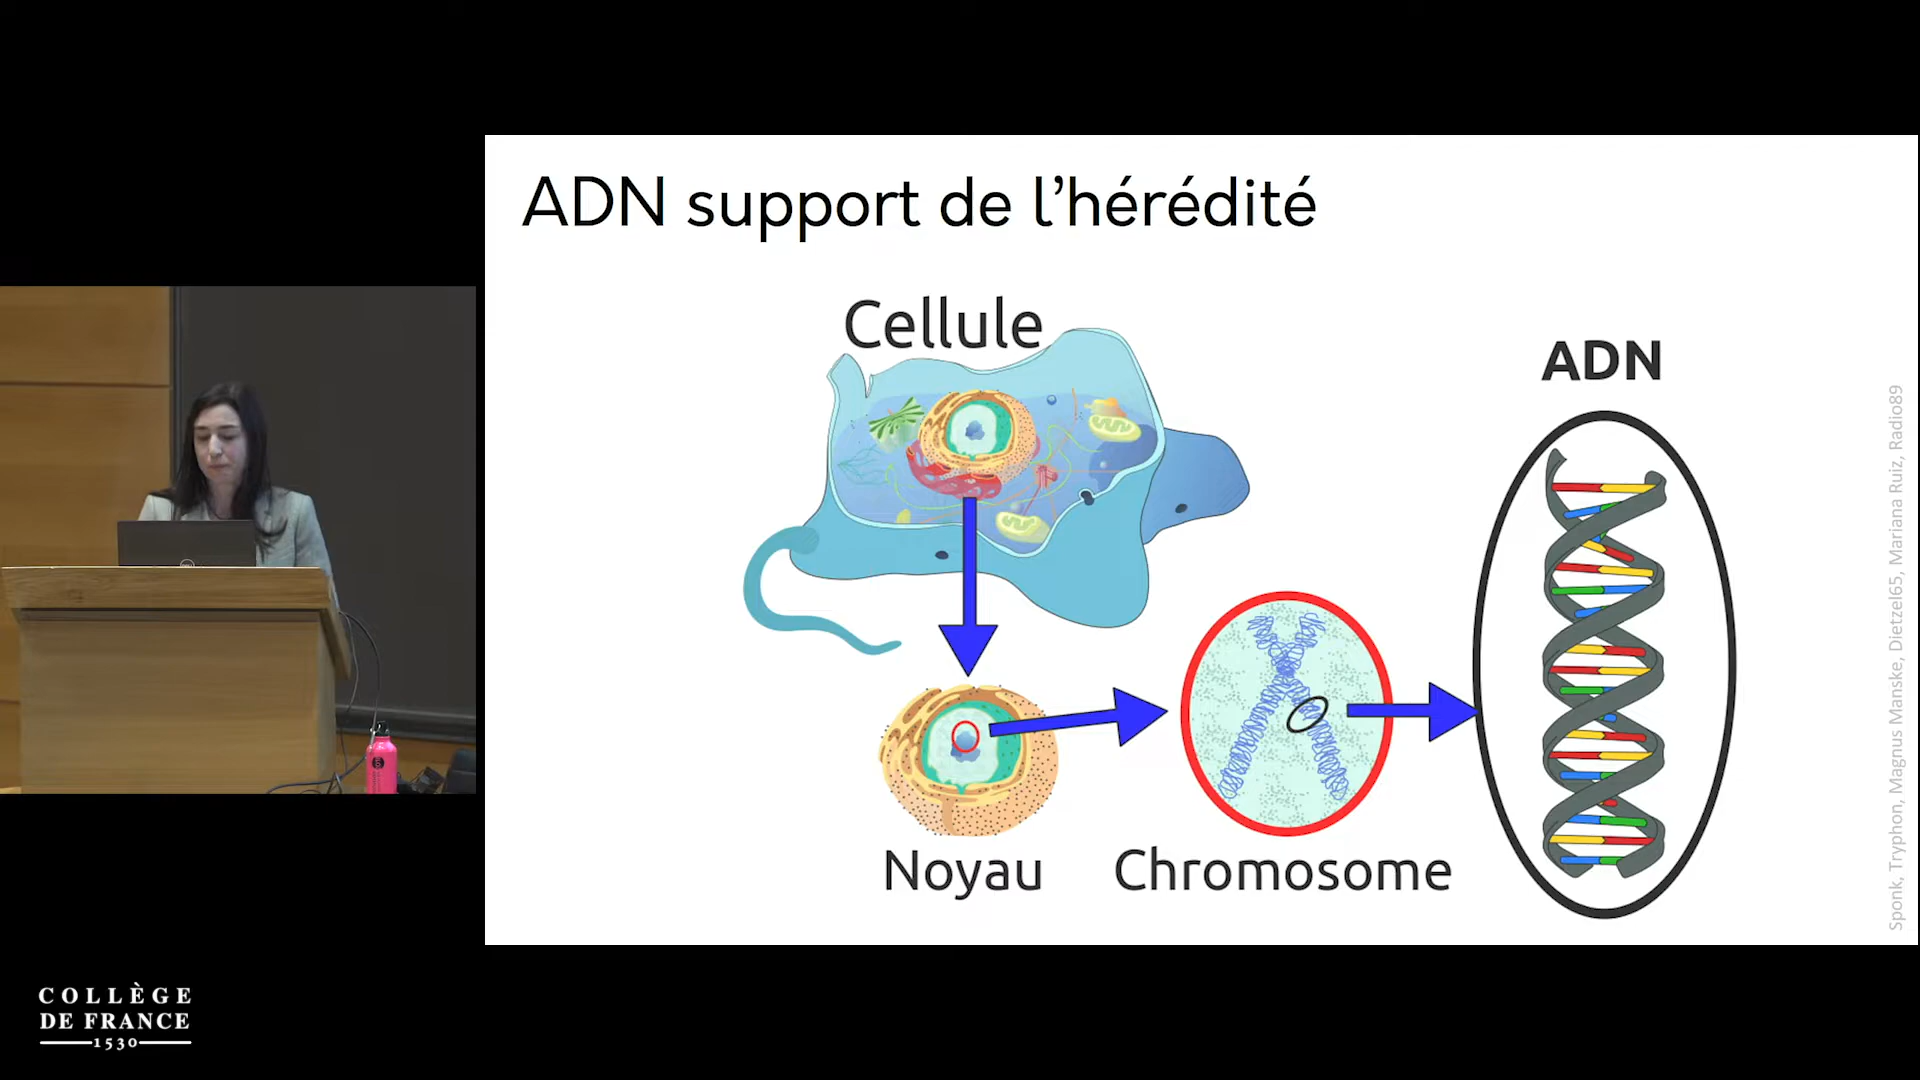 ADN support de l’hérédité
Cellule
ADN
Noyau
Chromosome
Sponk, Tryphon, Magnus Manske, Dietzel65, Mariana Ruiz, Radio89
COLLÈGE
DE FRANCE
1530